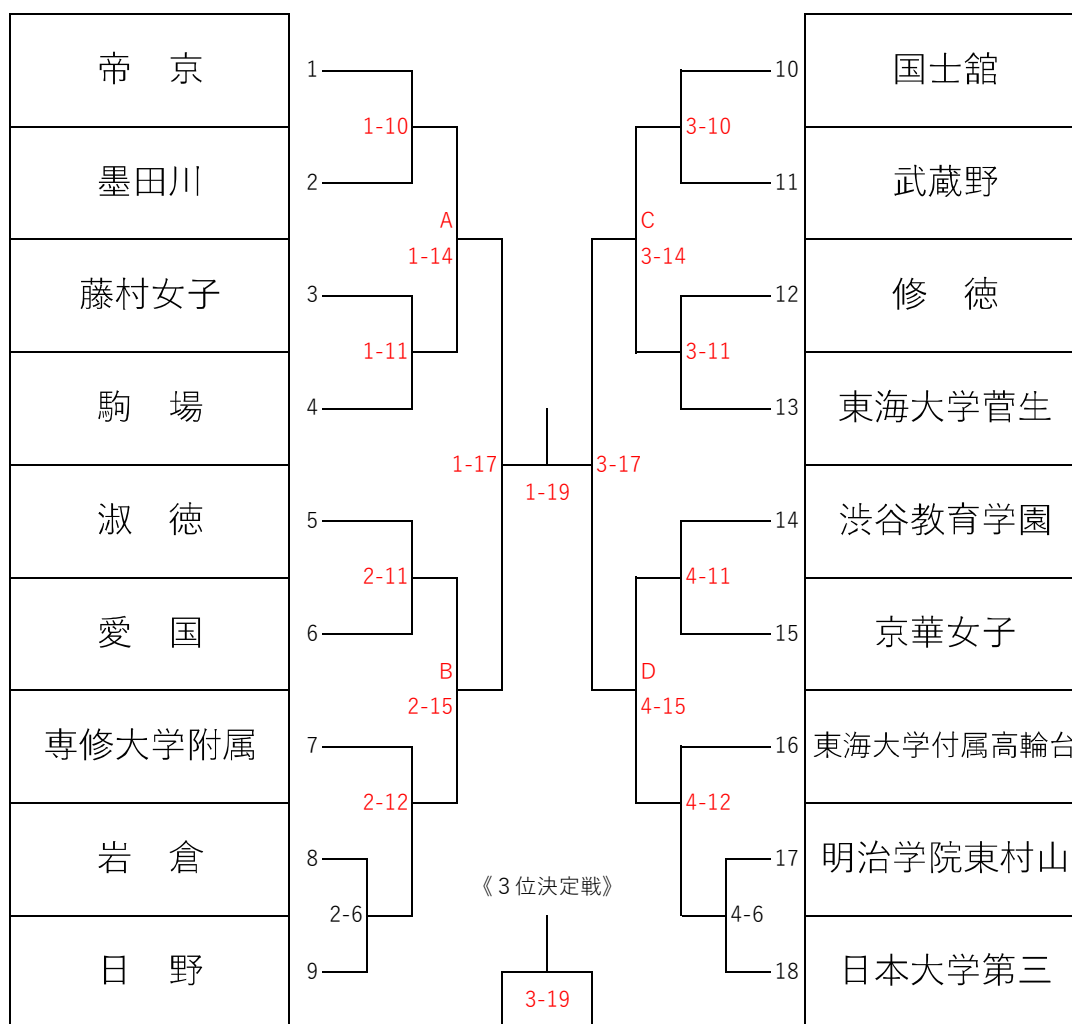 帝　京 1 10 国士舘
1-10 3-10
墨田川 2 11 武蔵野
A C
1-14 3-14
藤村女子 3 12 修　徳
1-11 3-11
駒　場 4 13 東海大学菅生
1-17 3-17
1-19
淑　徳 5 14 渋谷教育学園
2-11 4-11
愛　国 6 15 京華女子
B D
2-15 4-15
専修大学附属 7 16 東海大学付属高輪台
2-12 4-12
岩　倉 8 17 明治学院東村山
《３位決定戦》
2-6 4-6
日　野 9 18 日本大学第三
3-19